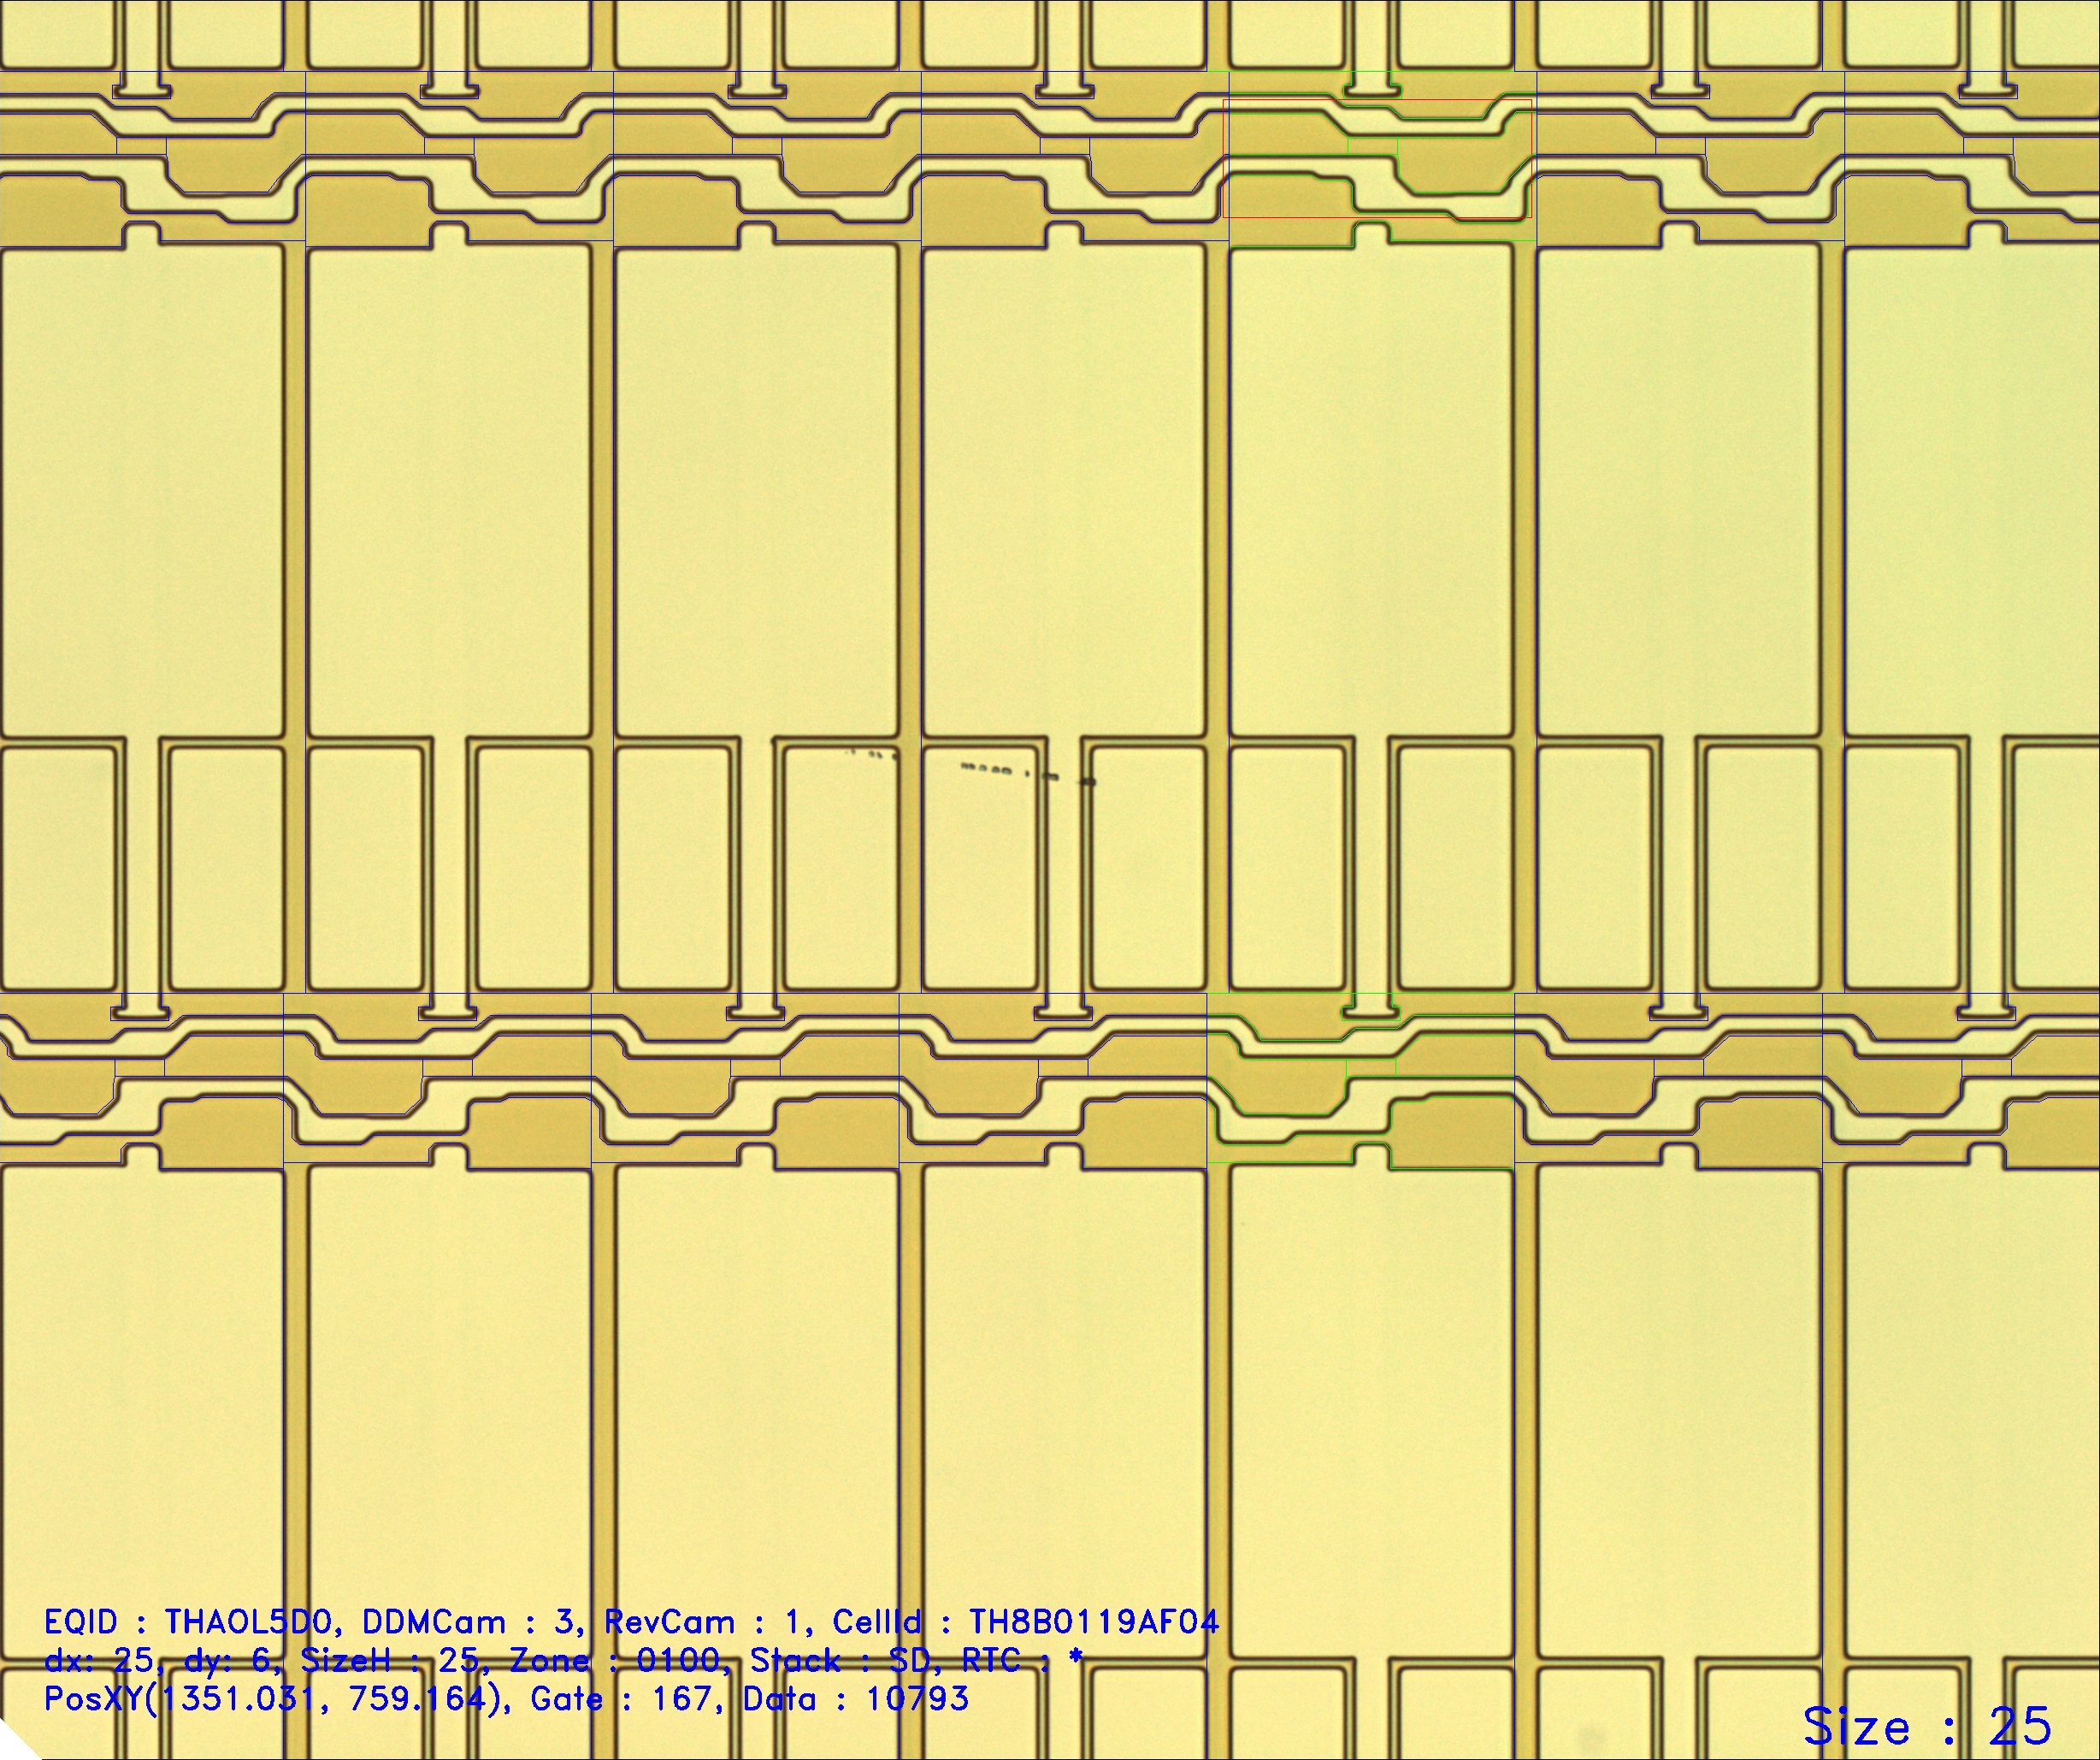 EQID : THAOL5D0, DDMCam : 3, RevCam : 1, CellId : TH8B0119AF04
dx: 25, dy: 6, SizeH : 25, Zone : 0100, Stack : SD, RTC : *
PosXY(1351.031, 759.164), Gate : 167, Data : 10793
Size : 25